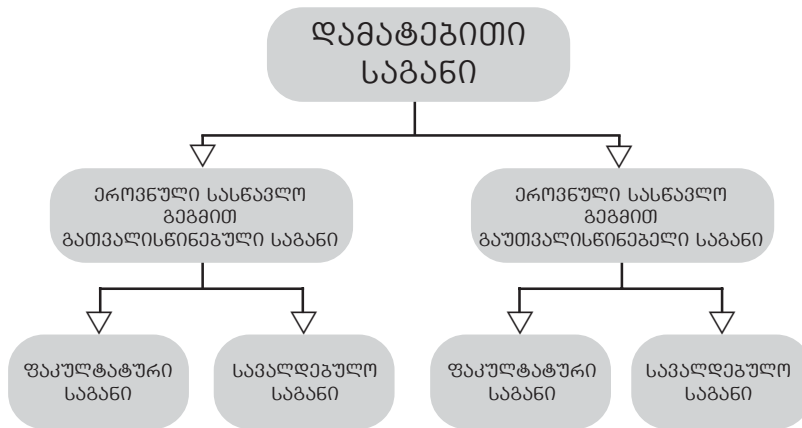 დამატებითი
საგანი
ეროვნული სასწავლო
გეგმით
გათვალისწინებული საგანი
ეროვნული სასწავლო
გეგმით
გაუთვალისწინებელი საგანი
ფაკულტატური
საგანი
სავალდებულო
საგანი
ფაკულტატური
საგანი
სავალდებულო
საგანი